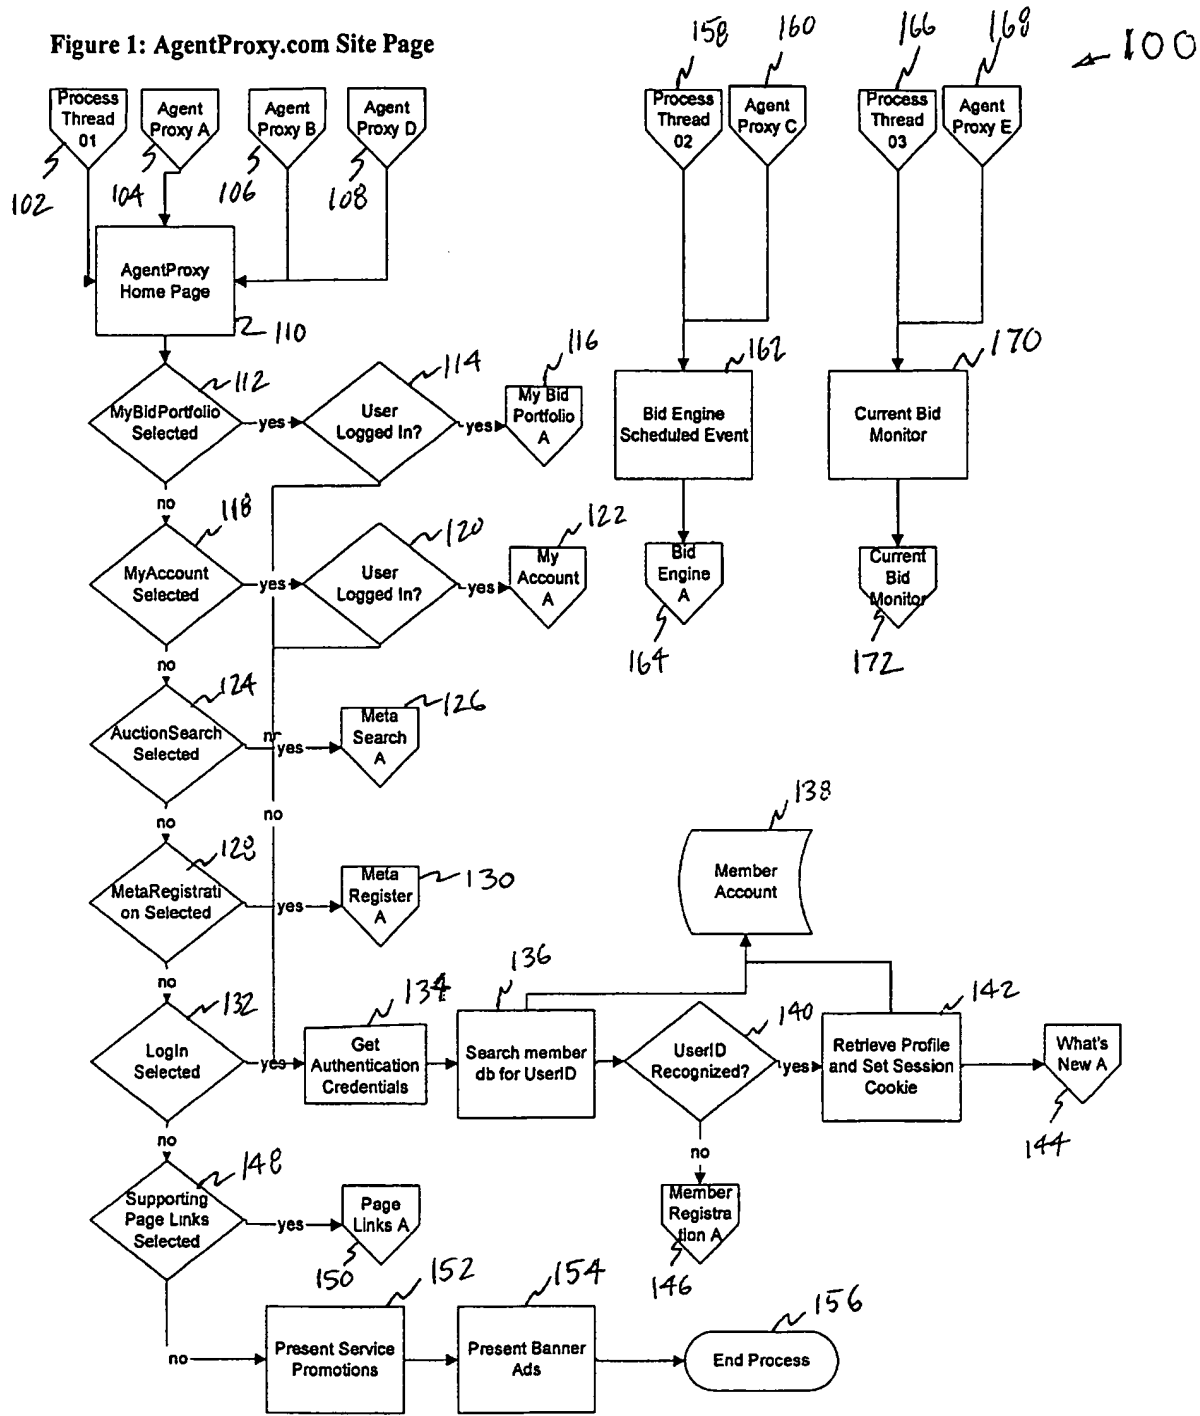 Figure 1: AgentProxy.com Site Page
100
158
160
166
168
Process
Thread
01
Agent
Proxy A
Agent
Proxy B
Agent
Proxy D
Process
Thread
02
Agent
Proxy C
Process
Thread
03
Agent
Proxy E
102
104
106
108
AgentProxy
Home Page
110
112
114
116
162
170
MyBidPortfolio
Selected
yes
User
Logged In?
yes
My Bid
Portfolio
A
Bid Engine
Scheduled Event
Current Bid
Monitor
no
118
120
122
MyAccount
Selected
yes
User
Logged In?
yes
My
Account
A
Bid
Engine
A
Current
Bid
Monitor
164
172
no
124
126
AuctionSearch
Selected
yes
Meta
Search
A
no
no
128
130
138
MetaRegistrati
on Selected
yes
Meta
Register
A
Member
Account
no
132
134
136
140
142
LogIn
Selected
yes
Get
Authentication
Credentials
Search member
db for UserID
UserID
Recognized?
yes
Retrieve Profile
and Set Session
Cookie
What's
New A
144
no
no
148
Supporting
Page Links
Selected
yes
Page
Links A
150
Member
Registra
tion A
146
152
154
156
no
Present Service
Promotions
Present Banner
Ads
End Process